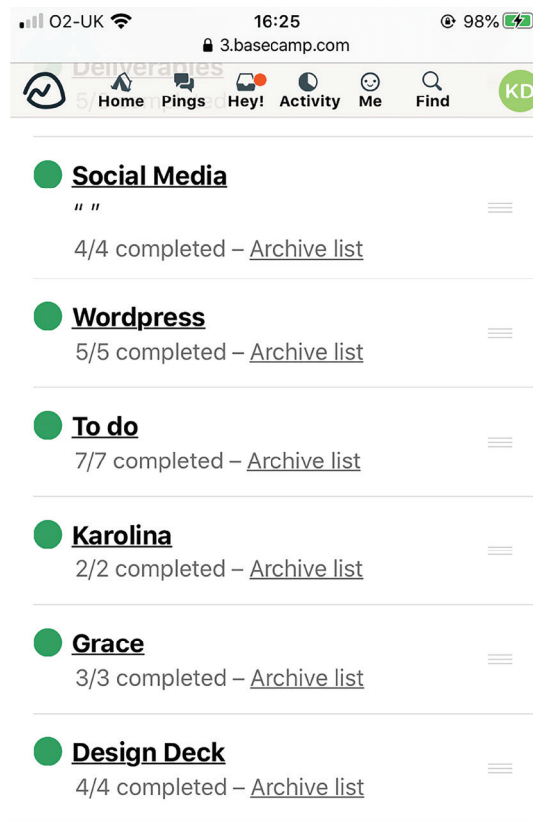 O2-UK 16:25 98%
3.basecamp.com
Deliverables
Home Pings Hey! Activity Me Find KD
Social Media
“ ”
4/4 completed – Archive list
Wordpress
5/5 completed – Archive list
To do
7/7 completed – Archive list
Karolina
2/2 completed – Archive list
Grace
3/3 completed – Archive list
Design Deck
4/4 completed – Archive list